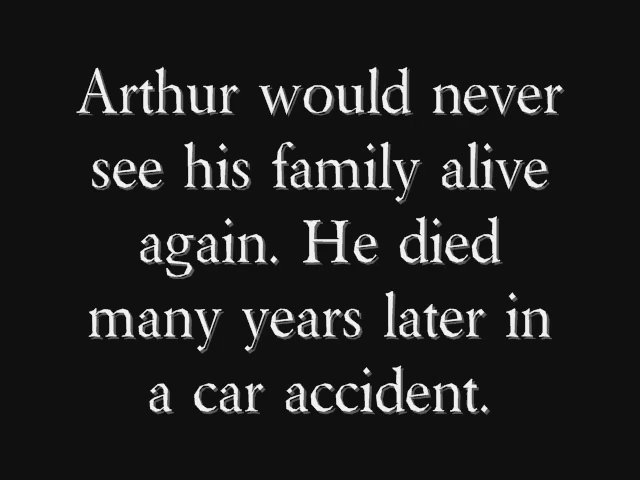 Arthur would never
see his family alive
again. He died
many years later in
a car accident.